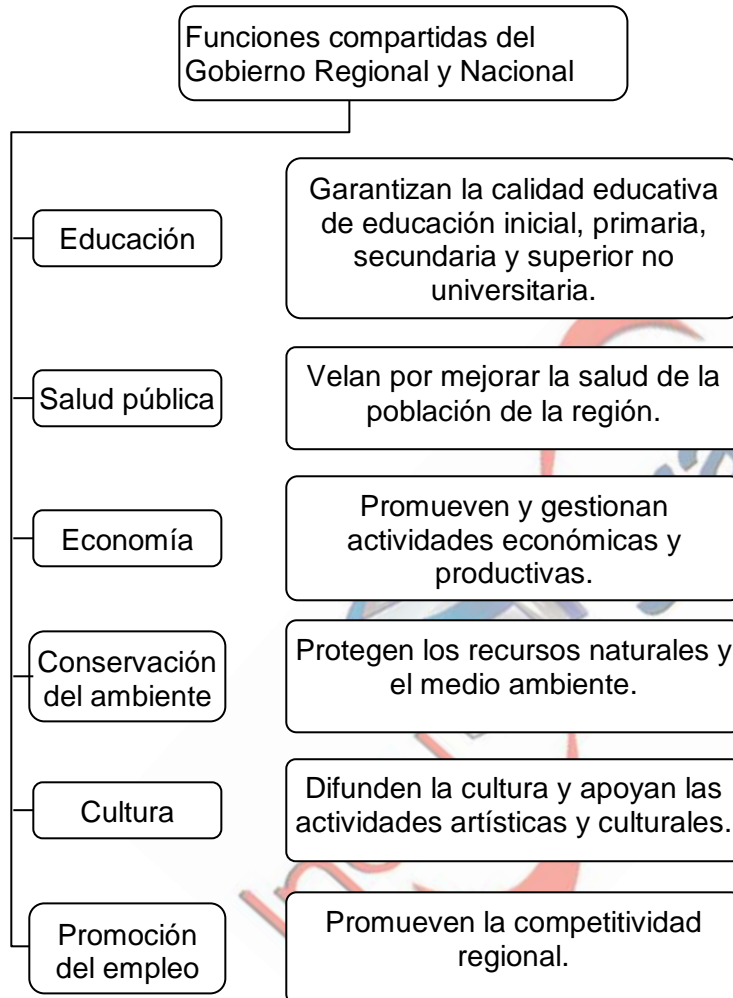 Funciones compartidas del
Gobierno Regional y Nacional
Educación
Garantizan la calidad educativa
de educación inicial, primaria,
secundaria y superior no
universitaria.
Salud pública
Velan por mejorar la salud de la
población de la región.
Economía
Promueven y gestionan
actividades económicas y
productivas.
Conservación
del ambiente
Protegen los recursos naturales y
el medio ambiente.
Cultura
Difunden la cultura y apoyan las
actividades artísticas y culturales.
Promoción
del empleo
Promueven la competitividad
regional.